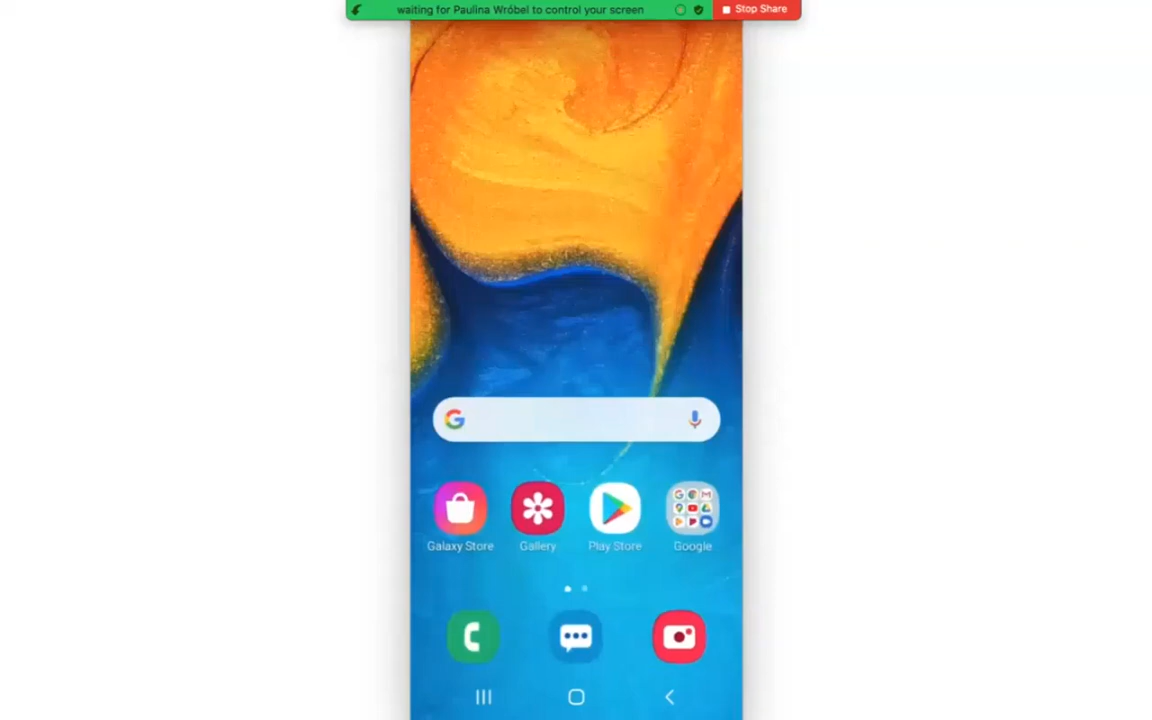 waiting for Paulina Wróbel to control your screen
Stop Share
Galaxy Store
Gallery
Play Store
Google